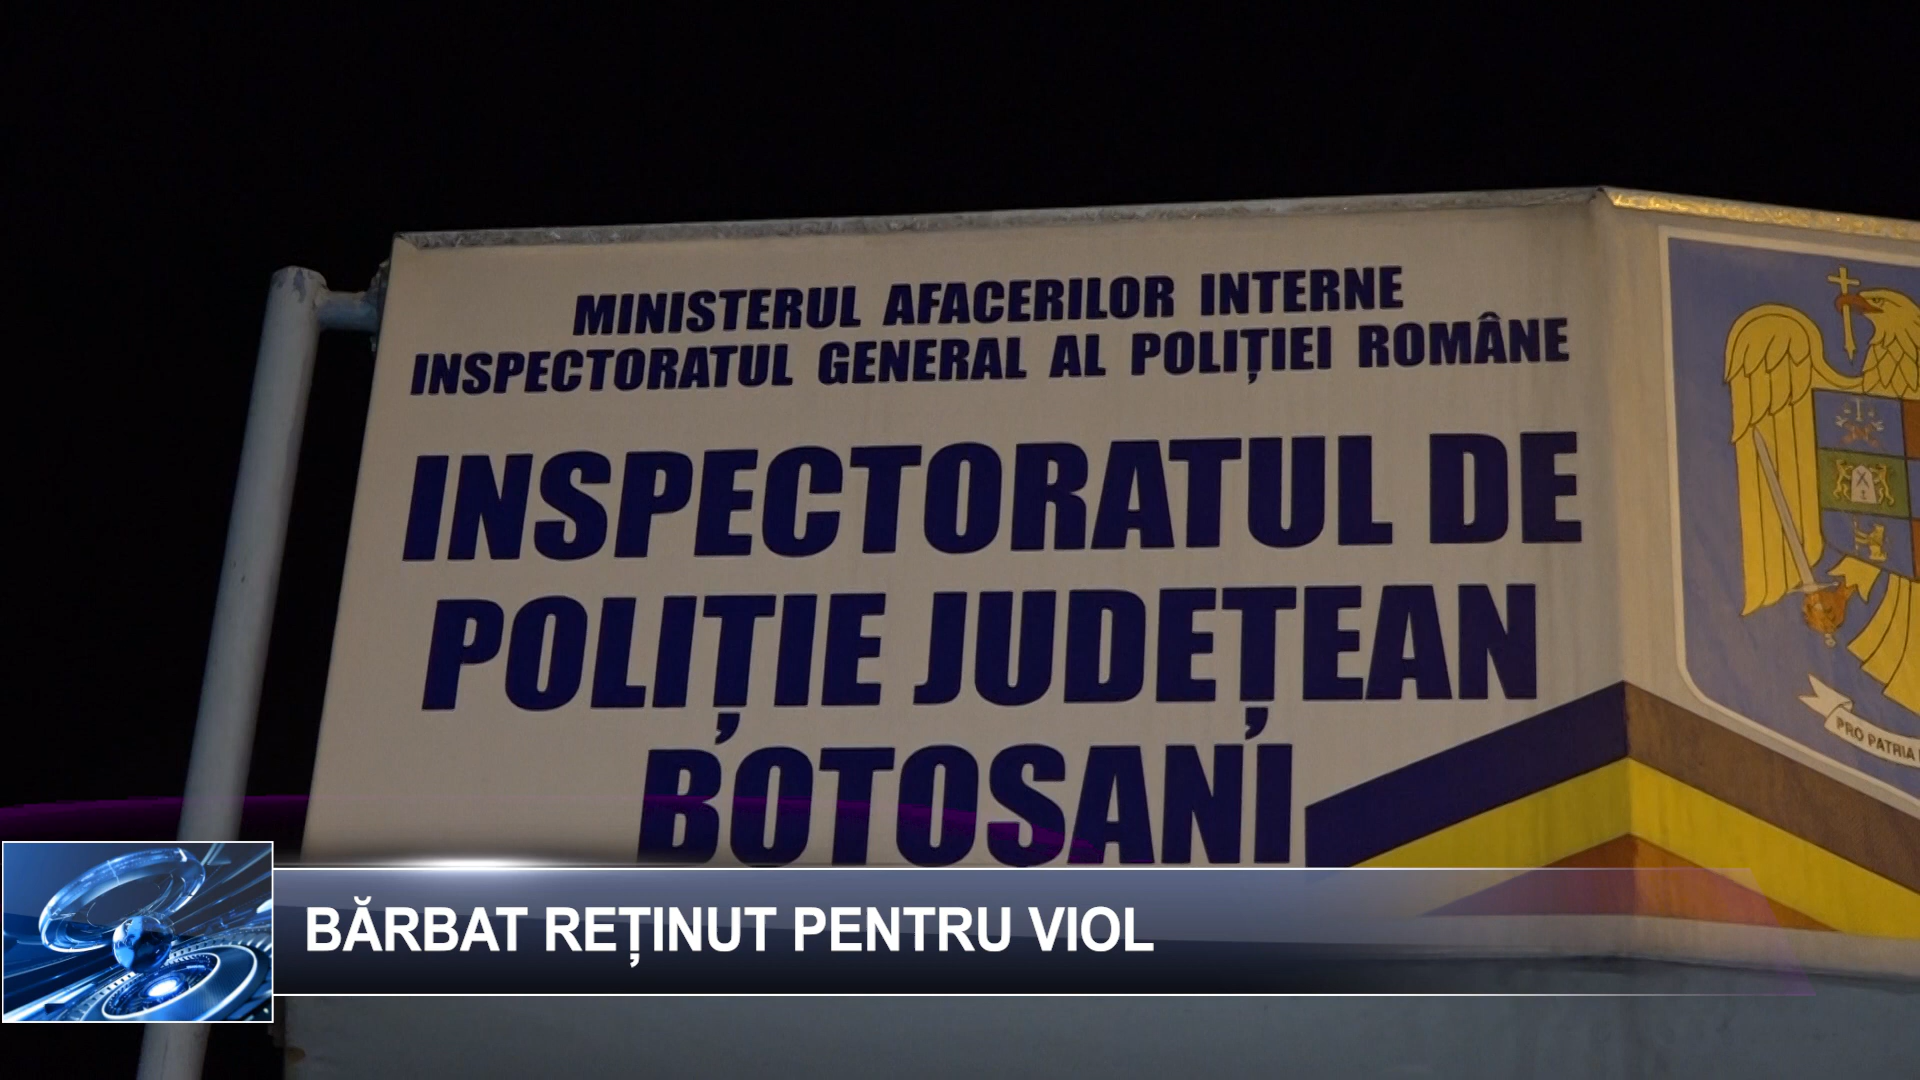 MINISTERUL AFACERILOR INTERNE
INSPECTORATUL GENERAL AL POLIȚIEI ROMÂNE
INSPECTORATUL DE
POLIȚIE JUDEȚEAN
BOTOSANI
PRO PATRIA
BĂRBAT REȚINUT PENTRU VIOL